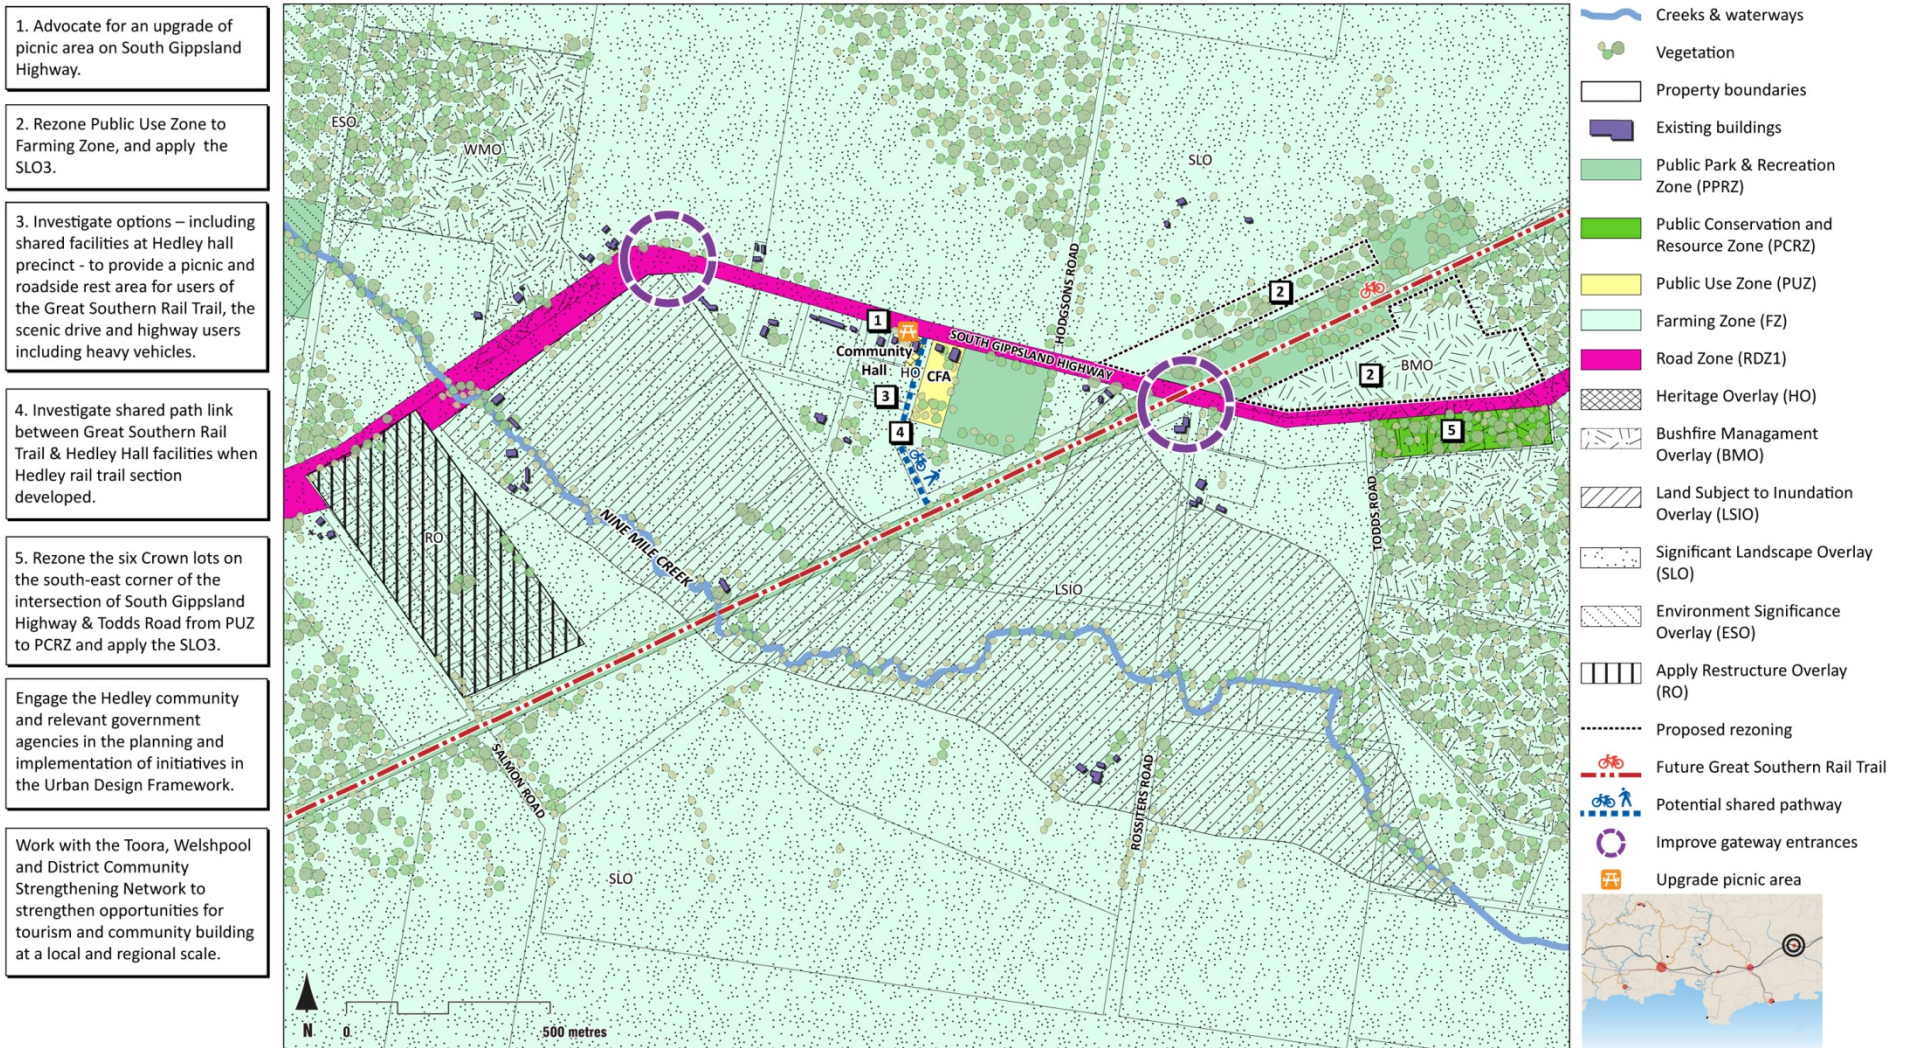 1. Advocate for an upgrade of
picnic area on South Gippsland
Highway.
2. Rezone Public Use Zone to
Farming Zone, and apply the
SLO3.
3. Investigate options – including
shared facilities at Hedley hall
precinct - to provide a picnic and
roadside rest area for users of
the Great Southern Rail Trail, the
scenic drive and highway users
including heavy vehicles.
4. Investigate shared path link
between Great Southern Rail
Trail & Hedley Hall facilities when
Hedley rail trail section
developed.
5. Rezone the six Crown lots on
the south-east corner of the
intersection of South Gippsland
Highway & Todds Road from PUZ
to PCRZ and apply the SLO3.
Engage the Hedley community
and relevant government
agencies in the planning and
implementation of initiatives in
the Urban Design Framework.
Work with the Toora, Welshpool
and District Community
Strengthening Network to
strengthen opportunities for
tourism and community building
at a local and regional scale.
ESO
WMO
SLO
HODGSONS ROAD
2
1
SOUTH GIPPSLAND HIGHWAY
Community
Hall
HO
CFA
3
4
2
BMO
5
TODDS ROAD
RO
NINE MILE CREEK
LSIO
SALMON ROAD
ROSSITERS ROAD
SLO
N
0
500 metres
Creeks & waterways
Vegetation
Property boundaries
Existing buildings
Public Park & Recreation
Zone (PPRZ)
Public Conservation and
Resource Zone (PCRZ)
Public Use Zone (PUZ)
Farming Zone (FZ)
Road Zone (RDZ1)
Heritage Overlay (HO)
Bushfire Managament
Overlay (BMO)
Land Subject to Inundation
Overlay (LSIO)
Significant Landscape Overlay
(SLO)
Environment Significance
Overlay (ESO)
Apply Restructure Overlay
(RO)
Proposed rezoning
Future Great Southern Rail Trail
Potential shared pathway
Improve gateway entrances
Upgrade picnic area